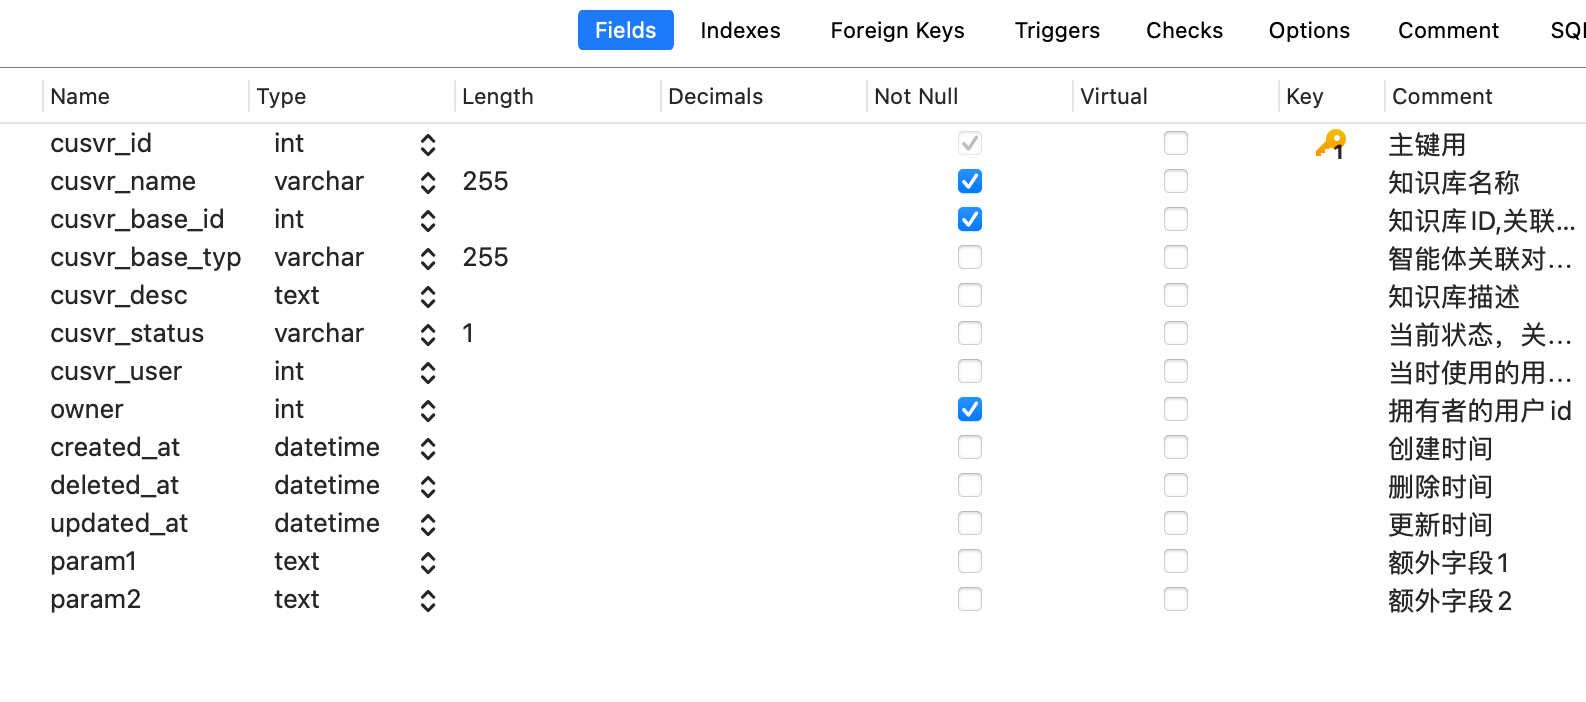 Fields Indexes Foreign Keys Triggers Checks Options Comment
Name Type Length Decimals Not Null Virtual Key Comment
cusvr_id int 1 主键用
cusvr_name varchar 255 知识库名称
cusvr_base_id int 知识库ID,关联...
cusvr_base_typ varchar 255 智能体关联对...
cusvr_desc text 知识库描述
cusvr_status varchar 1 当前状态，关...
cusvr_user int 当时使用的用...
owner int 拥有者的用户id
created_at datetime 创建时间
deleted_at datetime 删除时间
updated_at datetime 更新时间
param1 text 额外字段1
param2 text 额外字段2